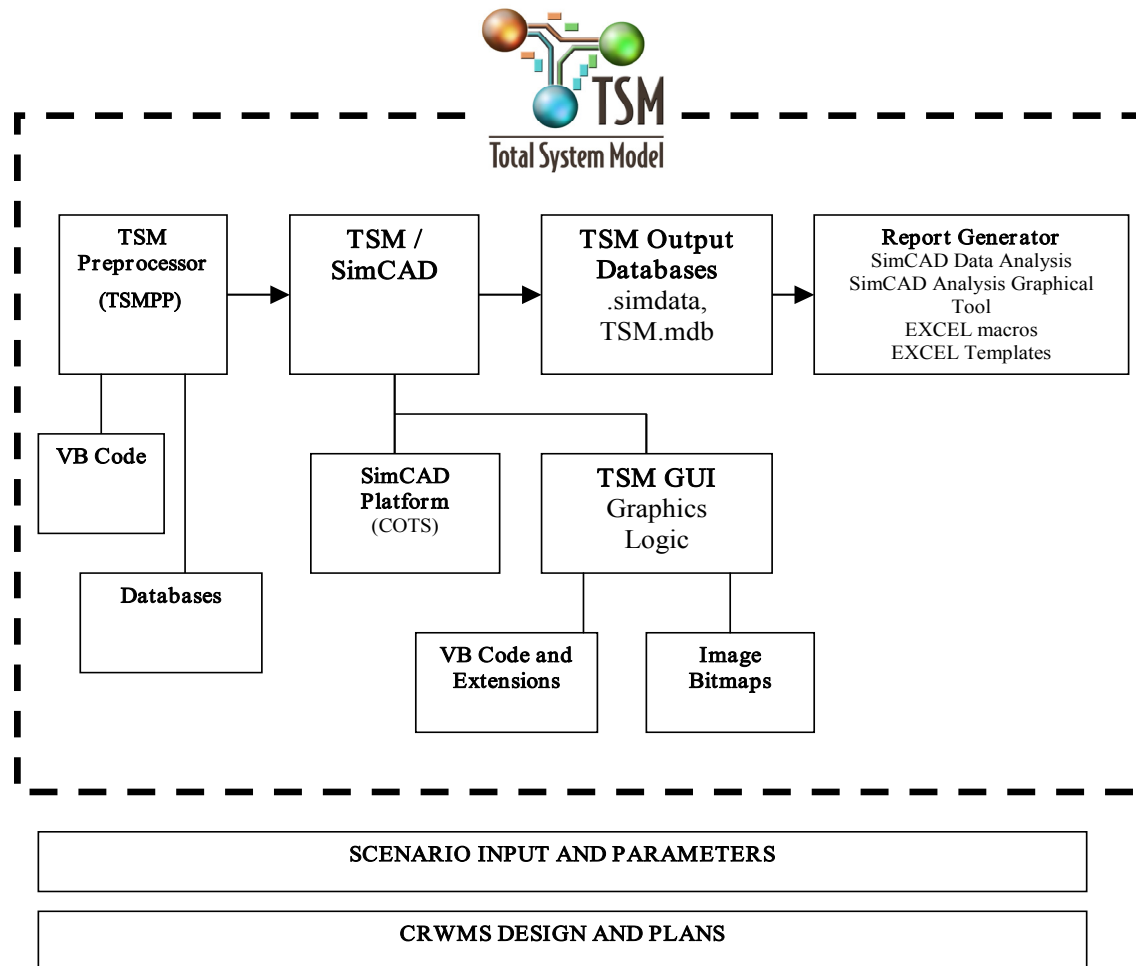 TSM
Total System Model
TSM
Preprocessor
(TSMPP)
TSM /
SimCAD
TSM Output
Databases
.simdata,
TSM.mdb
Report Generator
SimCAD Data Analysis
SimCAD Analysis Graphical
Tool
EXCEL macros
EXCEL Templates
VB Code
SimCAD
Platform
(COTS)
TSM GUI
Graphics
Logic
Databases
VB Code and
Extensions
Image
Bitmaps
SCENARIO INPUT AND PARAMETERS
CRWMS DESIGN AND PLANS